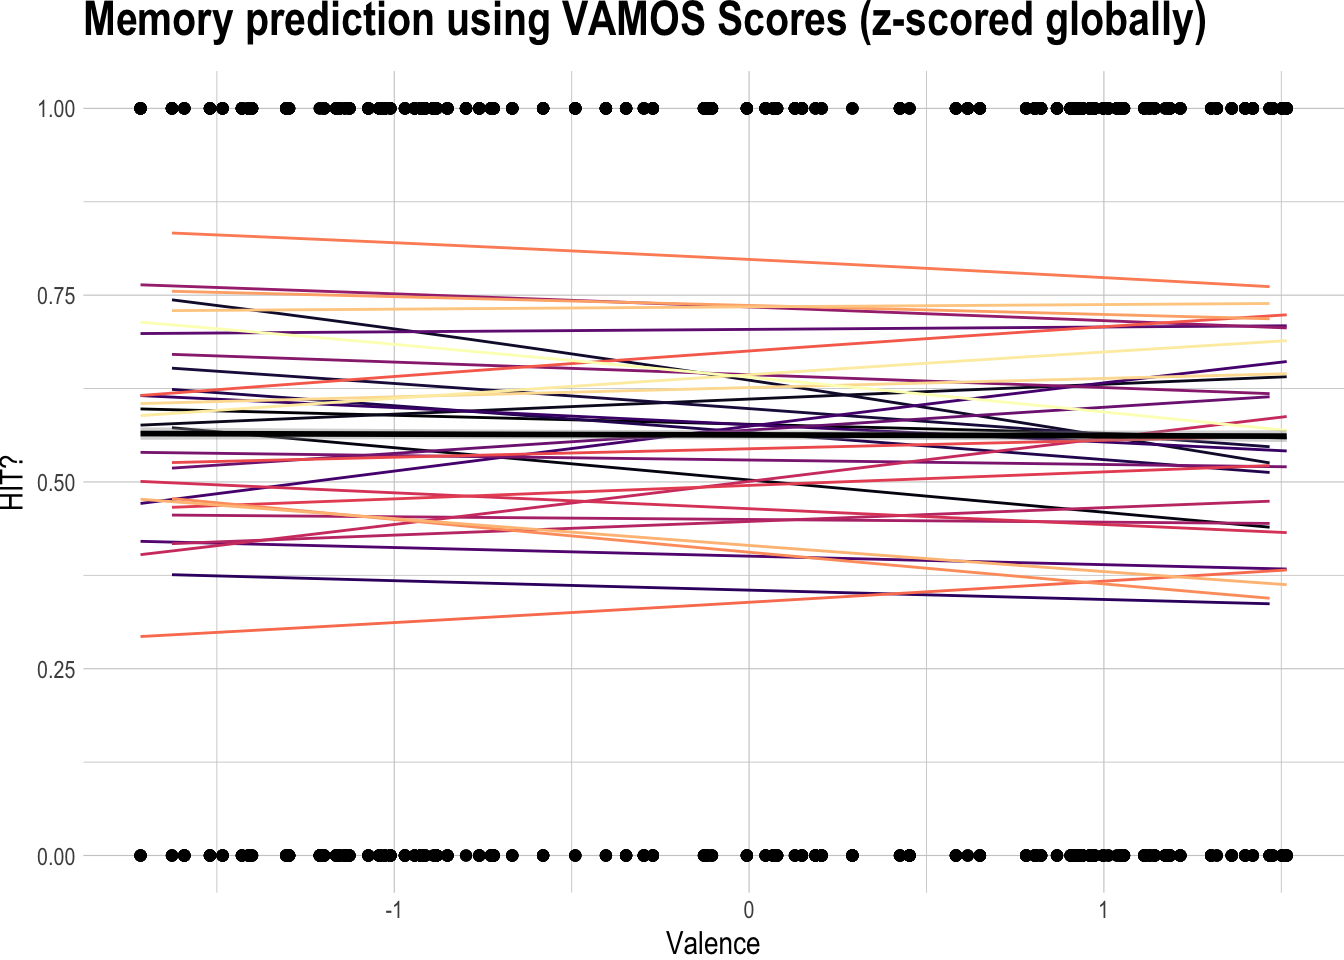 Memory prediction using VAMOS Scores (z-scored globally)
1.00
0.75
0.50
0.25
0.00
HIT?
-1
0
1
Valence